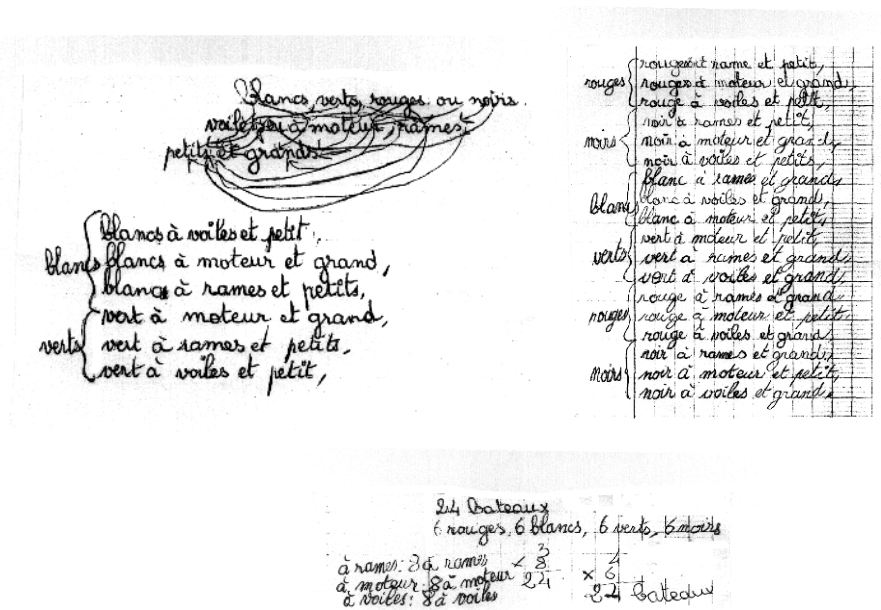 blancs, verts, rouges ou noirs
voiles, ou à moteur, rames,
petits et grands
blancs à voiles et petit,
blancs blancs à moteur et grand,
blancs à rames et petits,
vert à moteur et grand,
verts vert à rames et petits,
vert à voiles et petit,
rouges et rame et petit,
rouges rouges à moteur et grand,
rouge à voiles et petit,
noir à rames et petit,
noirs noir à moteur et grand,
noir à voiles et petits,
blanc à rames et grands
blancs blanc à voiles et grand,
blanc à moteur et petits,
vert à moteur et petit,
verts vert à rames et grand,
vert à voiles et grand,
rouge à rames et grand
rouges rouge à moteur et petit,
rouge à voiles et grand,
noir à rames et grand,
noirs noir à moteur et petit,
noir à voiles et grand.
24 bateaux
6 rouges, 6 blancs, 6 verts, 6 noirs
3
à rames: 8 à rames × 8 4
à moteur: 8 à moteur 24 × 6
à voiles: 8 à voiles 24 bateaux